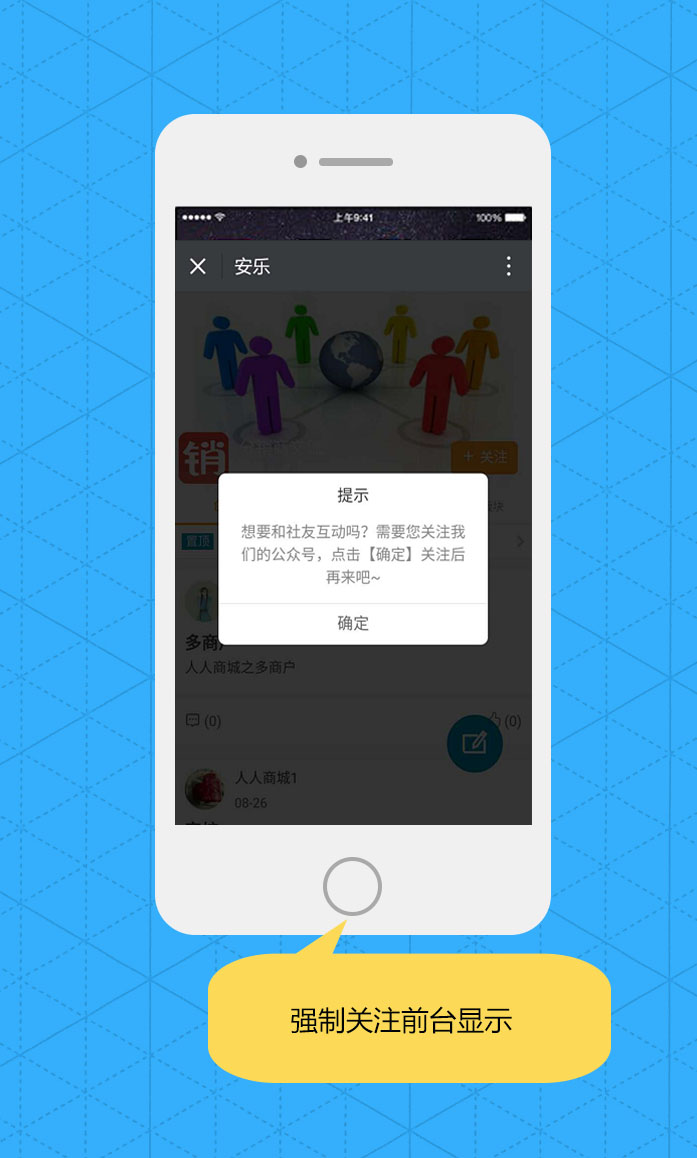 上午9:41
100%
安乐
销
+ 关注
提示
想要和社友互动吗？需要您关注我
们的公众号，点击【确定】关注后
再来吧~
确定
置顶
多商户
人人商城之多商户
(0)
(0)
人人商城1
08-26
强制关注前台显示